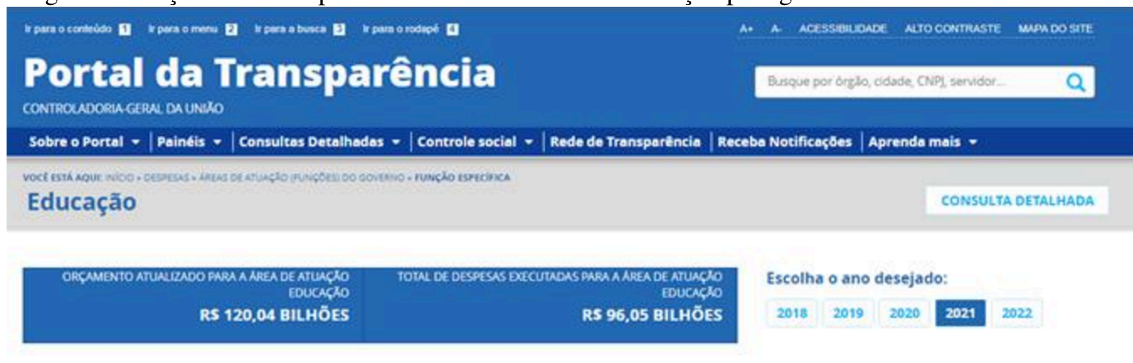 Ir para o conteúdo 1 Ir para o menu 2 Ir para a busca 3 Ir para o rodapé 4
A+ A- ACESSIBILIDADE ALTO CONTRASTE MAPA DO SITE
Portal da Transparência
Busque por órgão, cidade, CNPJ, servidor...
CONTROLADORIA-GERAL DA UNIÃO
Sobre o Portal Painéis Consultas Detalhadas Controle social Rede de Transparência Receba Notificações Aprenda mais
VOCÊ ESTÁ AQUI: INÍCIO » DESPESAS » ÁREAS DE ATUAÇÃO (FUNÇÕES) DO GOVERNO » FUNÇÃO ESPECÍFICA
Educação
CONSULTA DETALHADA
ORÇAMENTO ATUALIZADO PARA A ÁREA DE ATUAÇÃO
EDUCAÇÃO
R$ 120,04 BILHÕES
TOTAL DE DESPESAS EXECUTADAS PARA A ÁREA DE ATUAÇÃO
EDUCAÇÃO
R$ 96,05 BILHÕES
Escolha o ano desejado:
2018 2019 2020 2021 2022